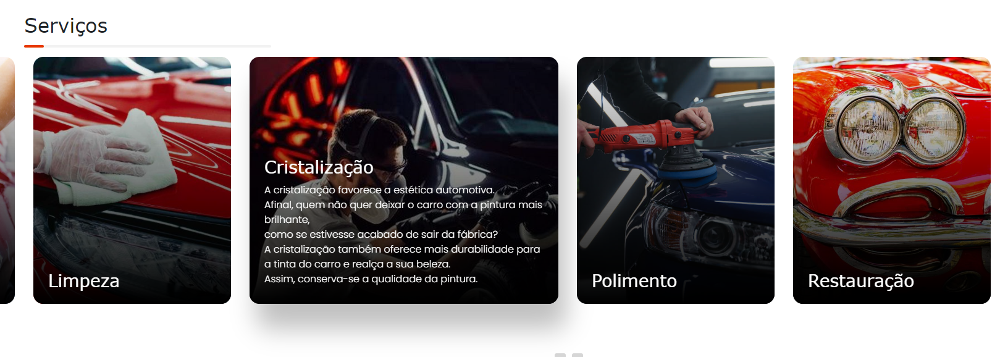 Serviços
Limpeza
Cristalização
A cristalização favorece a estética automotiva.
Afinal, quem não quer deixar o carro com a pintura mais
brilhante,
como se estivesse acabado de sair da fábrica?
A cristalização também oferece mais durabilidade para
a tinta do carro e realça a sua beleza.
Assim, conserva-se a qualidade da pintura.
Polimento
Restauração